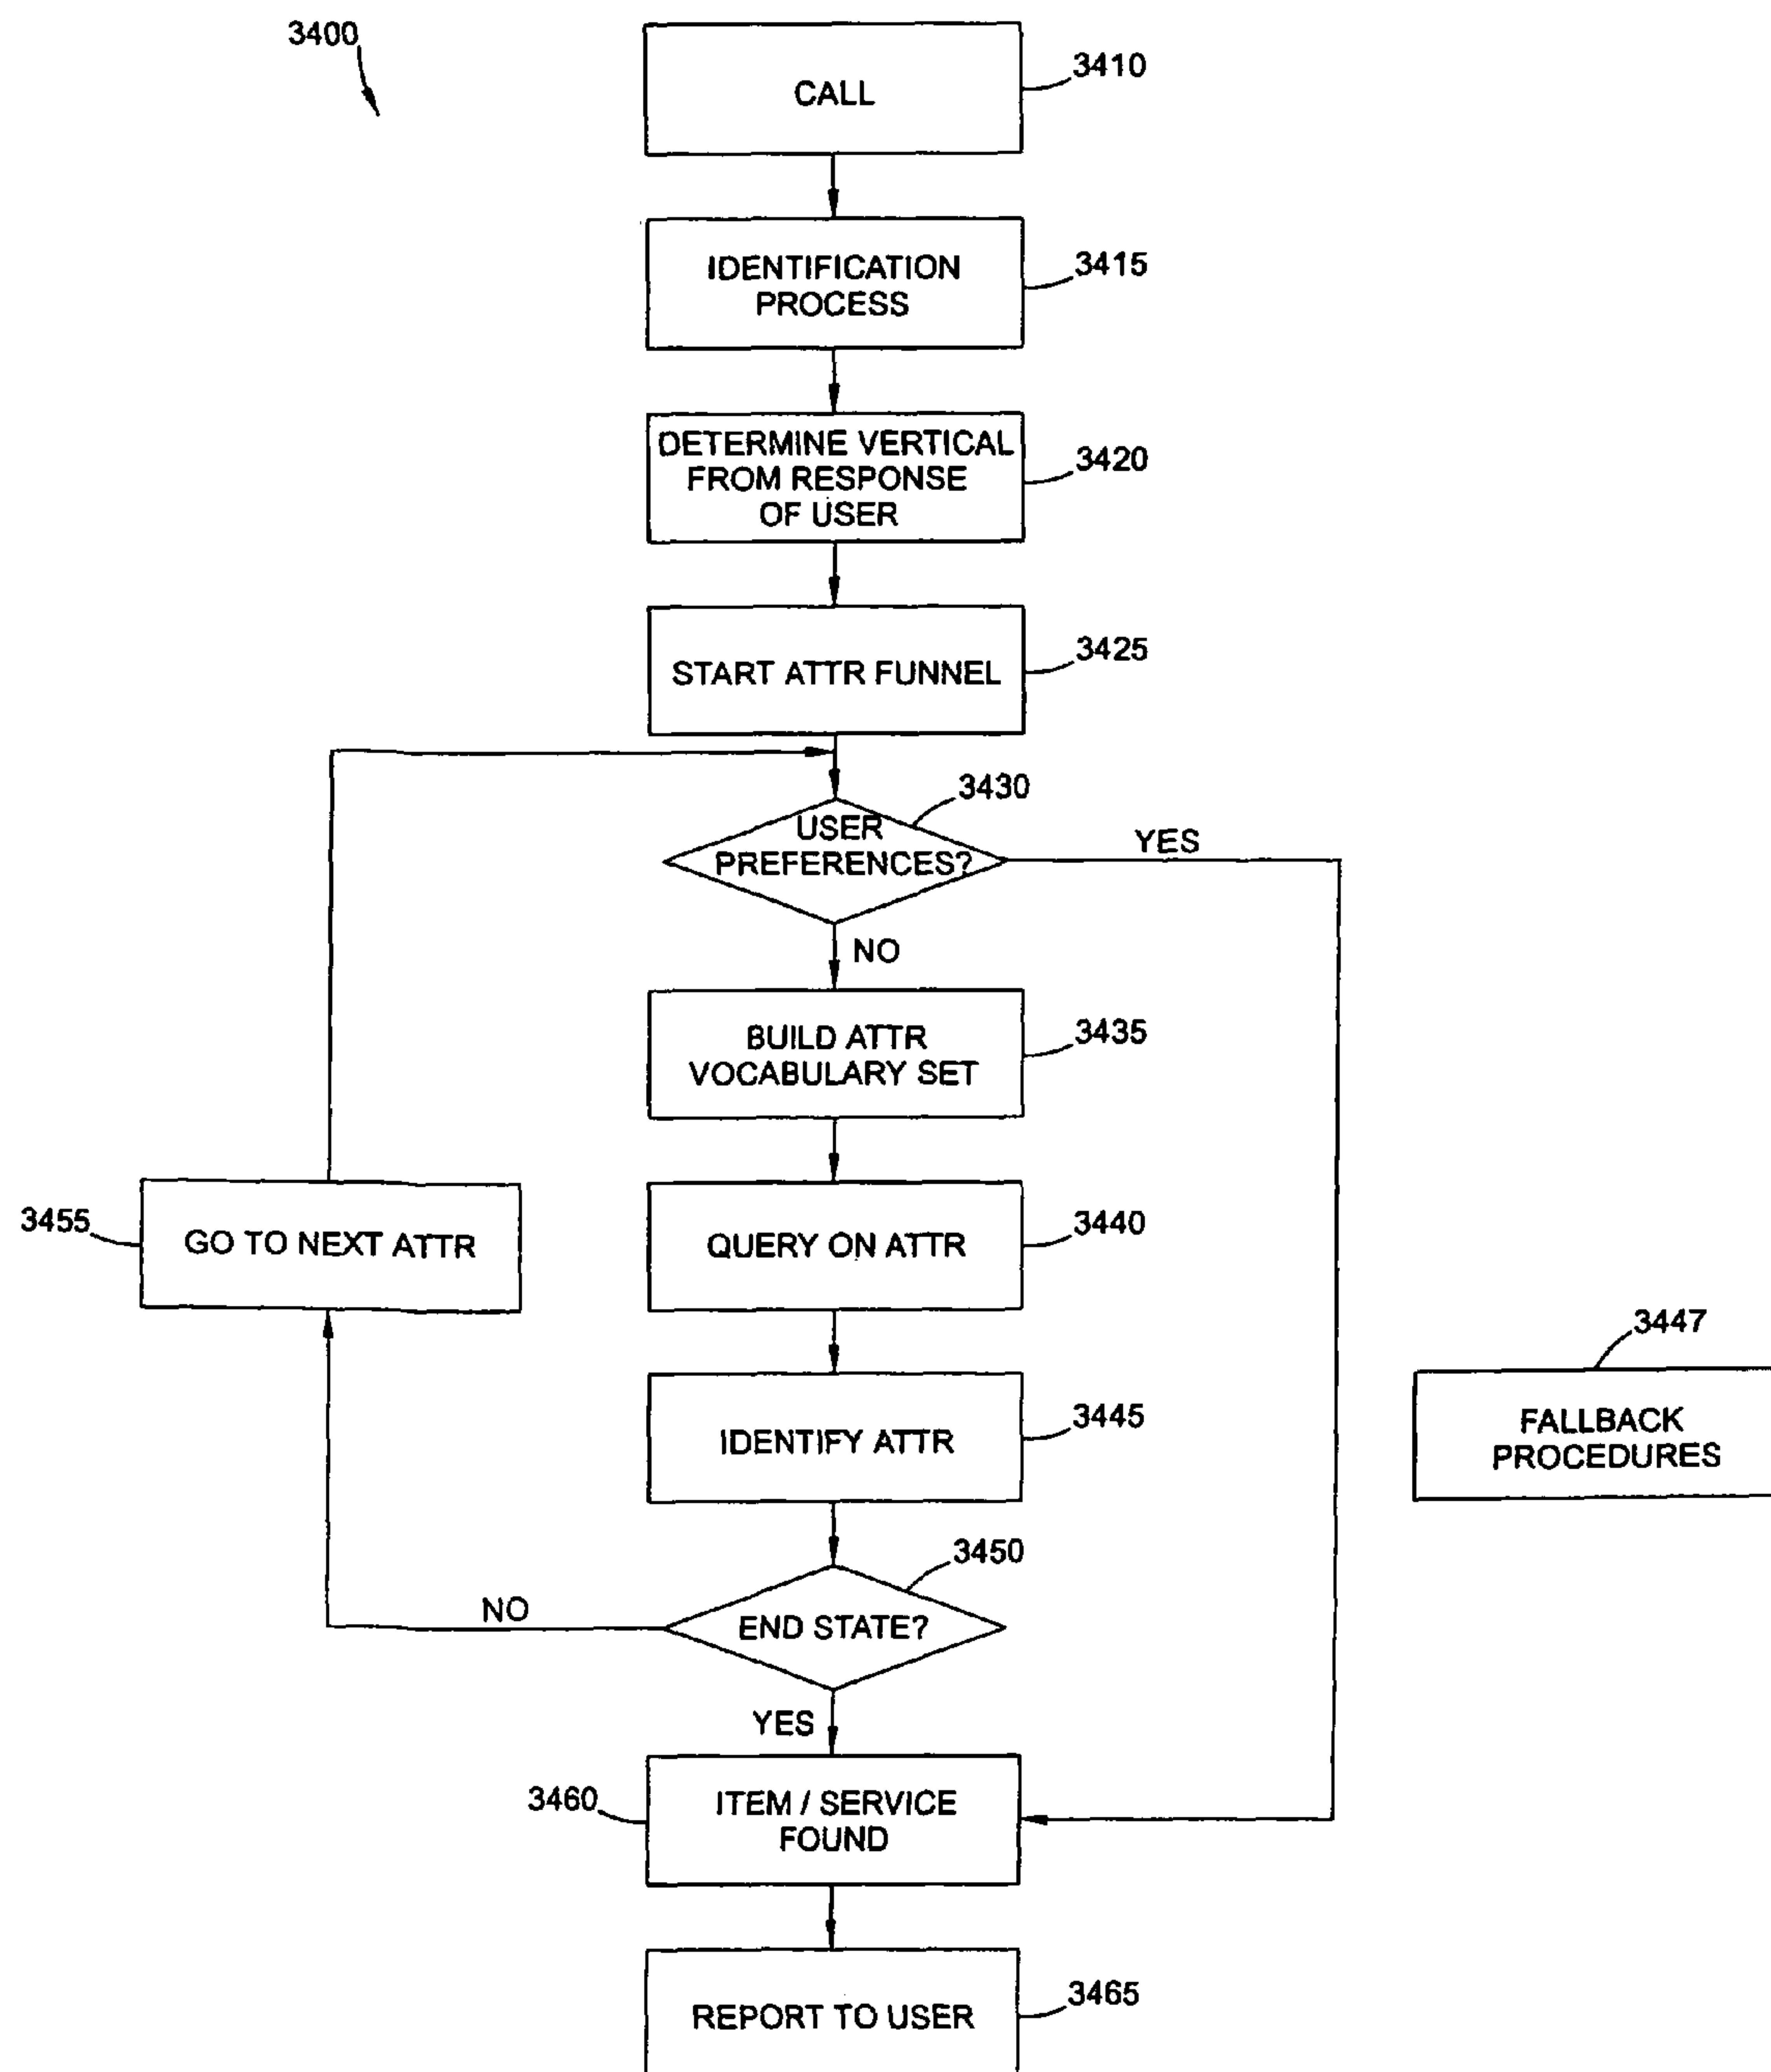 3400
CALL
3410
IDENTIFICATION
PROCESS
3415
DETERMINE VERTICAL
FROM RESPONSE
OF USER
3420
START ATTR FUNNEL
3425
3430
USER
PREFERENCES?
YES
NO
BUILD ATTR
VOCABULARY SET
3435
3455
GO TO NEXT ATTR
QUERY ON ATTR
3440
3447
FALLBACK
PROCEDURES
IDENTIFY ATTR
3445
3450
END STATE?
NO
YES
3460
ITEM / SERVICE
FOUND
REPORT TO USER
3465